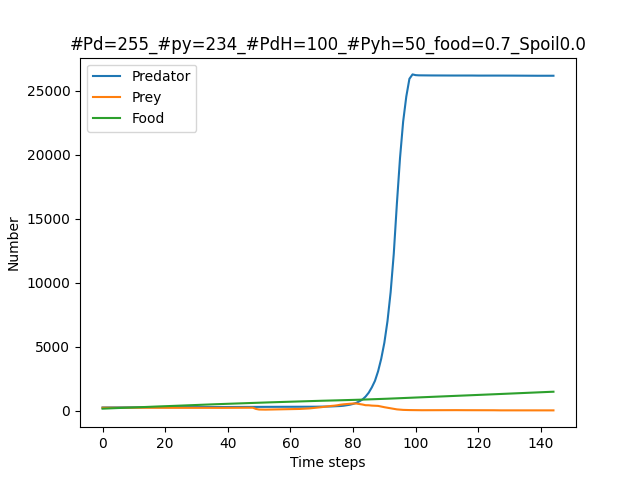 #Pd=255_#py=234_#PdH=100_#Pyh=50_food=0.7_Spoil0.0
Predator
Prey
Food
25000
20000
15000
10000
5000
0
Number
0 20 40 60 80 100 120 140
Time steps